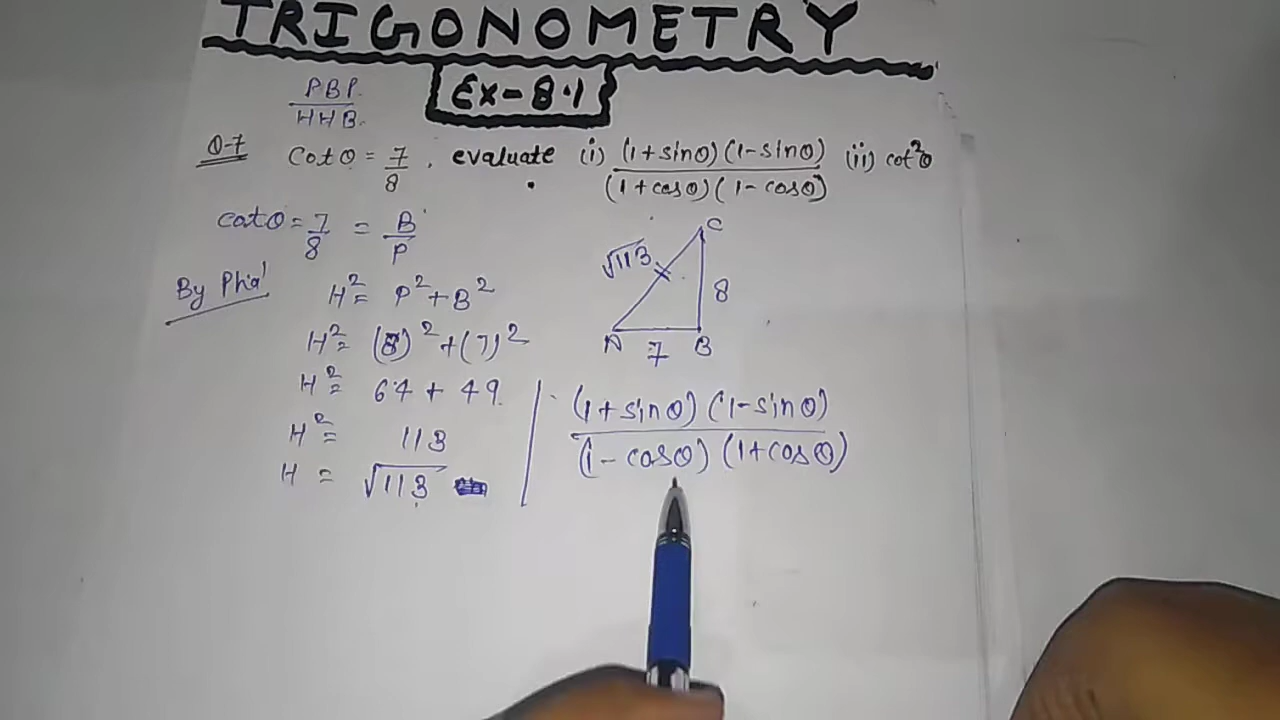 TRIGONOMETRY
EX-8.1
PBP
HHB
Q-7 Cotθ = 7/8, evaluate (i) (1+sinθ)(1-sinθ)/(1+cosθ)(1-cosθ) (ii) cot²θ
cotθ = 7/8 = B/P
By Pha'
H² = P²+B²
H² = (8)²+(7)²
H² = 64 + 49
H² = 113
H = √113
C
√113
8
A 7 B
(1+sinθ)(1-sinθ)
(1-cosθ)(1+cosθ)